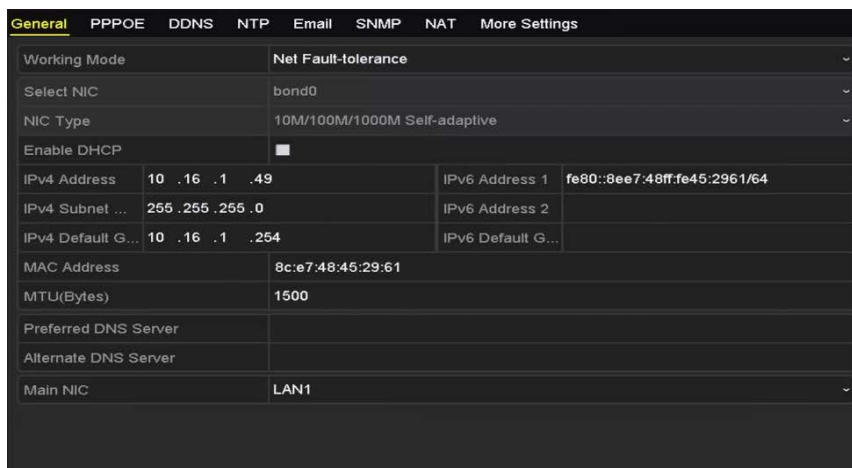 General PPPOE DDNS NTP Email SNMP NAT More Settings
Working Mode Net Fault-tolerance
Select NIC bond0
NIC Type 10M/100M/1000M Self-adaptive
Enable DHCP
IPv4 Address 10 .16 .1 .49 IPv6 Address 1 fe80::8ee7:48ff:fe45:2961/64
IPv4 Subnet ... 255.255.255.0 IPv6 Address 2
IPv4 Default G... 10 .16 .1 .254 IPv6 Default G...
MAC Address 8c:e7:48:45:29:61
MTU(Bytes) 1500
Preferred DNS Server
Alternate DNS Server
Main NIC LAN1